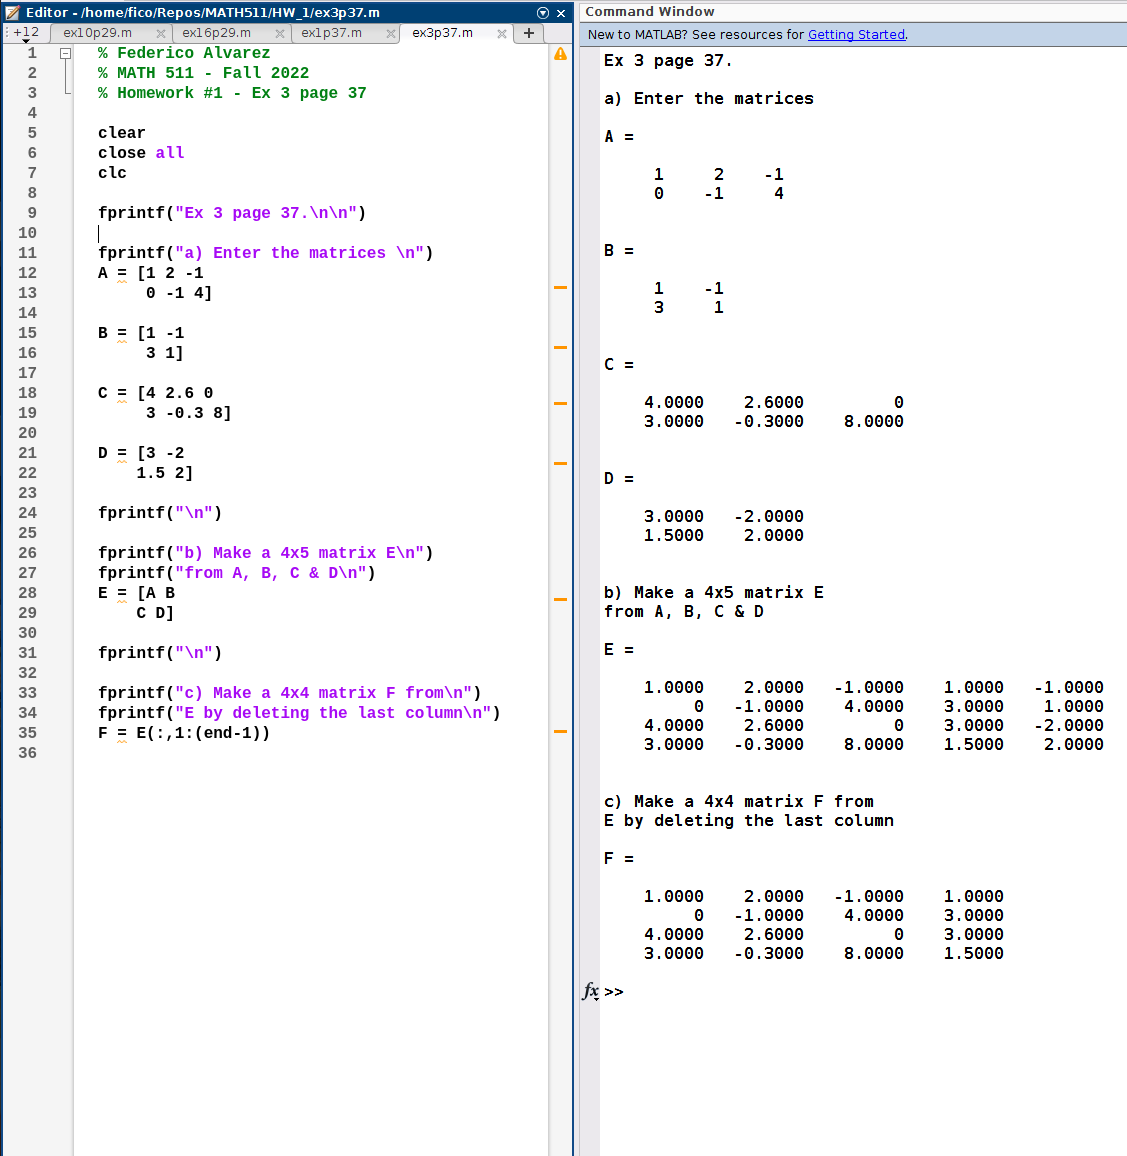 Editor - /home/fico/Repos/MATH511/HW_1/ex3p37.m
+12 ex10p29.m ex16p29.m ex1p37.m ex3p37.m +
1 % Federico Alvarez
2 % MATH 511 - Fall 2022
3 % Homework #1 - Ex 3 page 37
4
5 clear
6 close all
7 clc
8
9 fprintf("Ex 3 page 37.\n\n")
10
11 fprintf("a) Enter the matrices \n")
12 A = [1 2 -1
13 0 -1 4]
14
15 B = [1 -1
16 3 1]
17
18 C = [4 2.6 0
19 3 -0.3 8]
20
21 D = [3 -2
22 1.5 2]
23
24 fprintf("\n")
25
26 fprintf("b) Make a 4x5 matrix E\n")
27 fprintf("from A, B, C & D\n")
28 E = [A B
29 C D]
30
31 fprintf("\n")
32
33 fprintf("c) Make a 4x4 matrix F from\n")
34 fprintf("E by deleting the last column\n")
35 F = E(:,1:(end-1))
36
Command Window
New to MATLAB? See resources for Getting Started.
Ex 3 page 37.
a) Enter the matrices
A =
1 2 -1
0 -1 4
B =
1 -1
3 1
C =
4.0000 2.6000 0
3.0000 -0.3000 8.0000
D =
3.0000 -2.0000
1.5000 2.0000
b) Make a 4x5 matrix E
from A, B, C & D
E =
1.0000 2.0000 -1.0000 1.0000 -1.0000
0 -1.0000 4.0000 3.0000 1.0000
4.0000 2.6000 0 3.0000 -2.0000
3.0000 -0.3000 8.0000 1.5000 2.0000
c) Make a 4x4 matrix F from
E by deleting the last column
F =
1.0000 2.0000 -1.0000 1.0000
0 -1.0000 4.0000 3.0000
4.0000 2.6000 0 3.0000
3.0000 -0.3000 8.0000 1.5000
fx >>